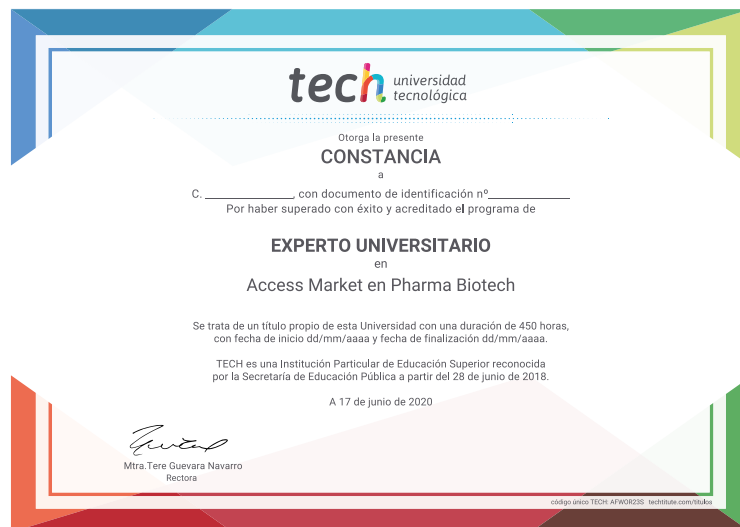 tech universidad
tecnológica
Otorga la presente
CONSTANCIA
a
C. ______________, con documento de identificación nº______________
Por haber superado con éxito y acreditado el programa de
EXPERTO UNIVERSITARIO
en
Access Market en Pharma Biotech
Se trata de un título propio de esta Universidad con una duración de 450 horas,
con fecha de inicio dd/mm/aaaa y fecha de finalización dd/mm/aaaa.
TECH es una Institución Particular de Educación Superior reconocida
por la Secretaría de Educación Pública a partir del 28 de junio de 2018.
A 17 de junio de 2020
Mtra.Tere Guevara Navarro
Rectora
código único TECH: AFWOR23S techtitute.com/titulos